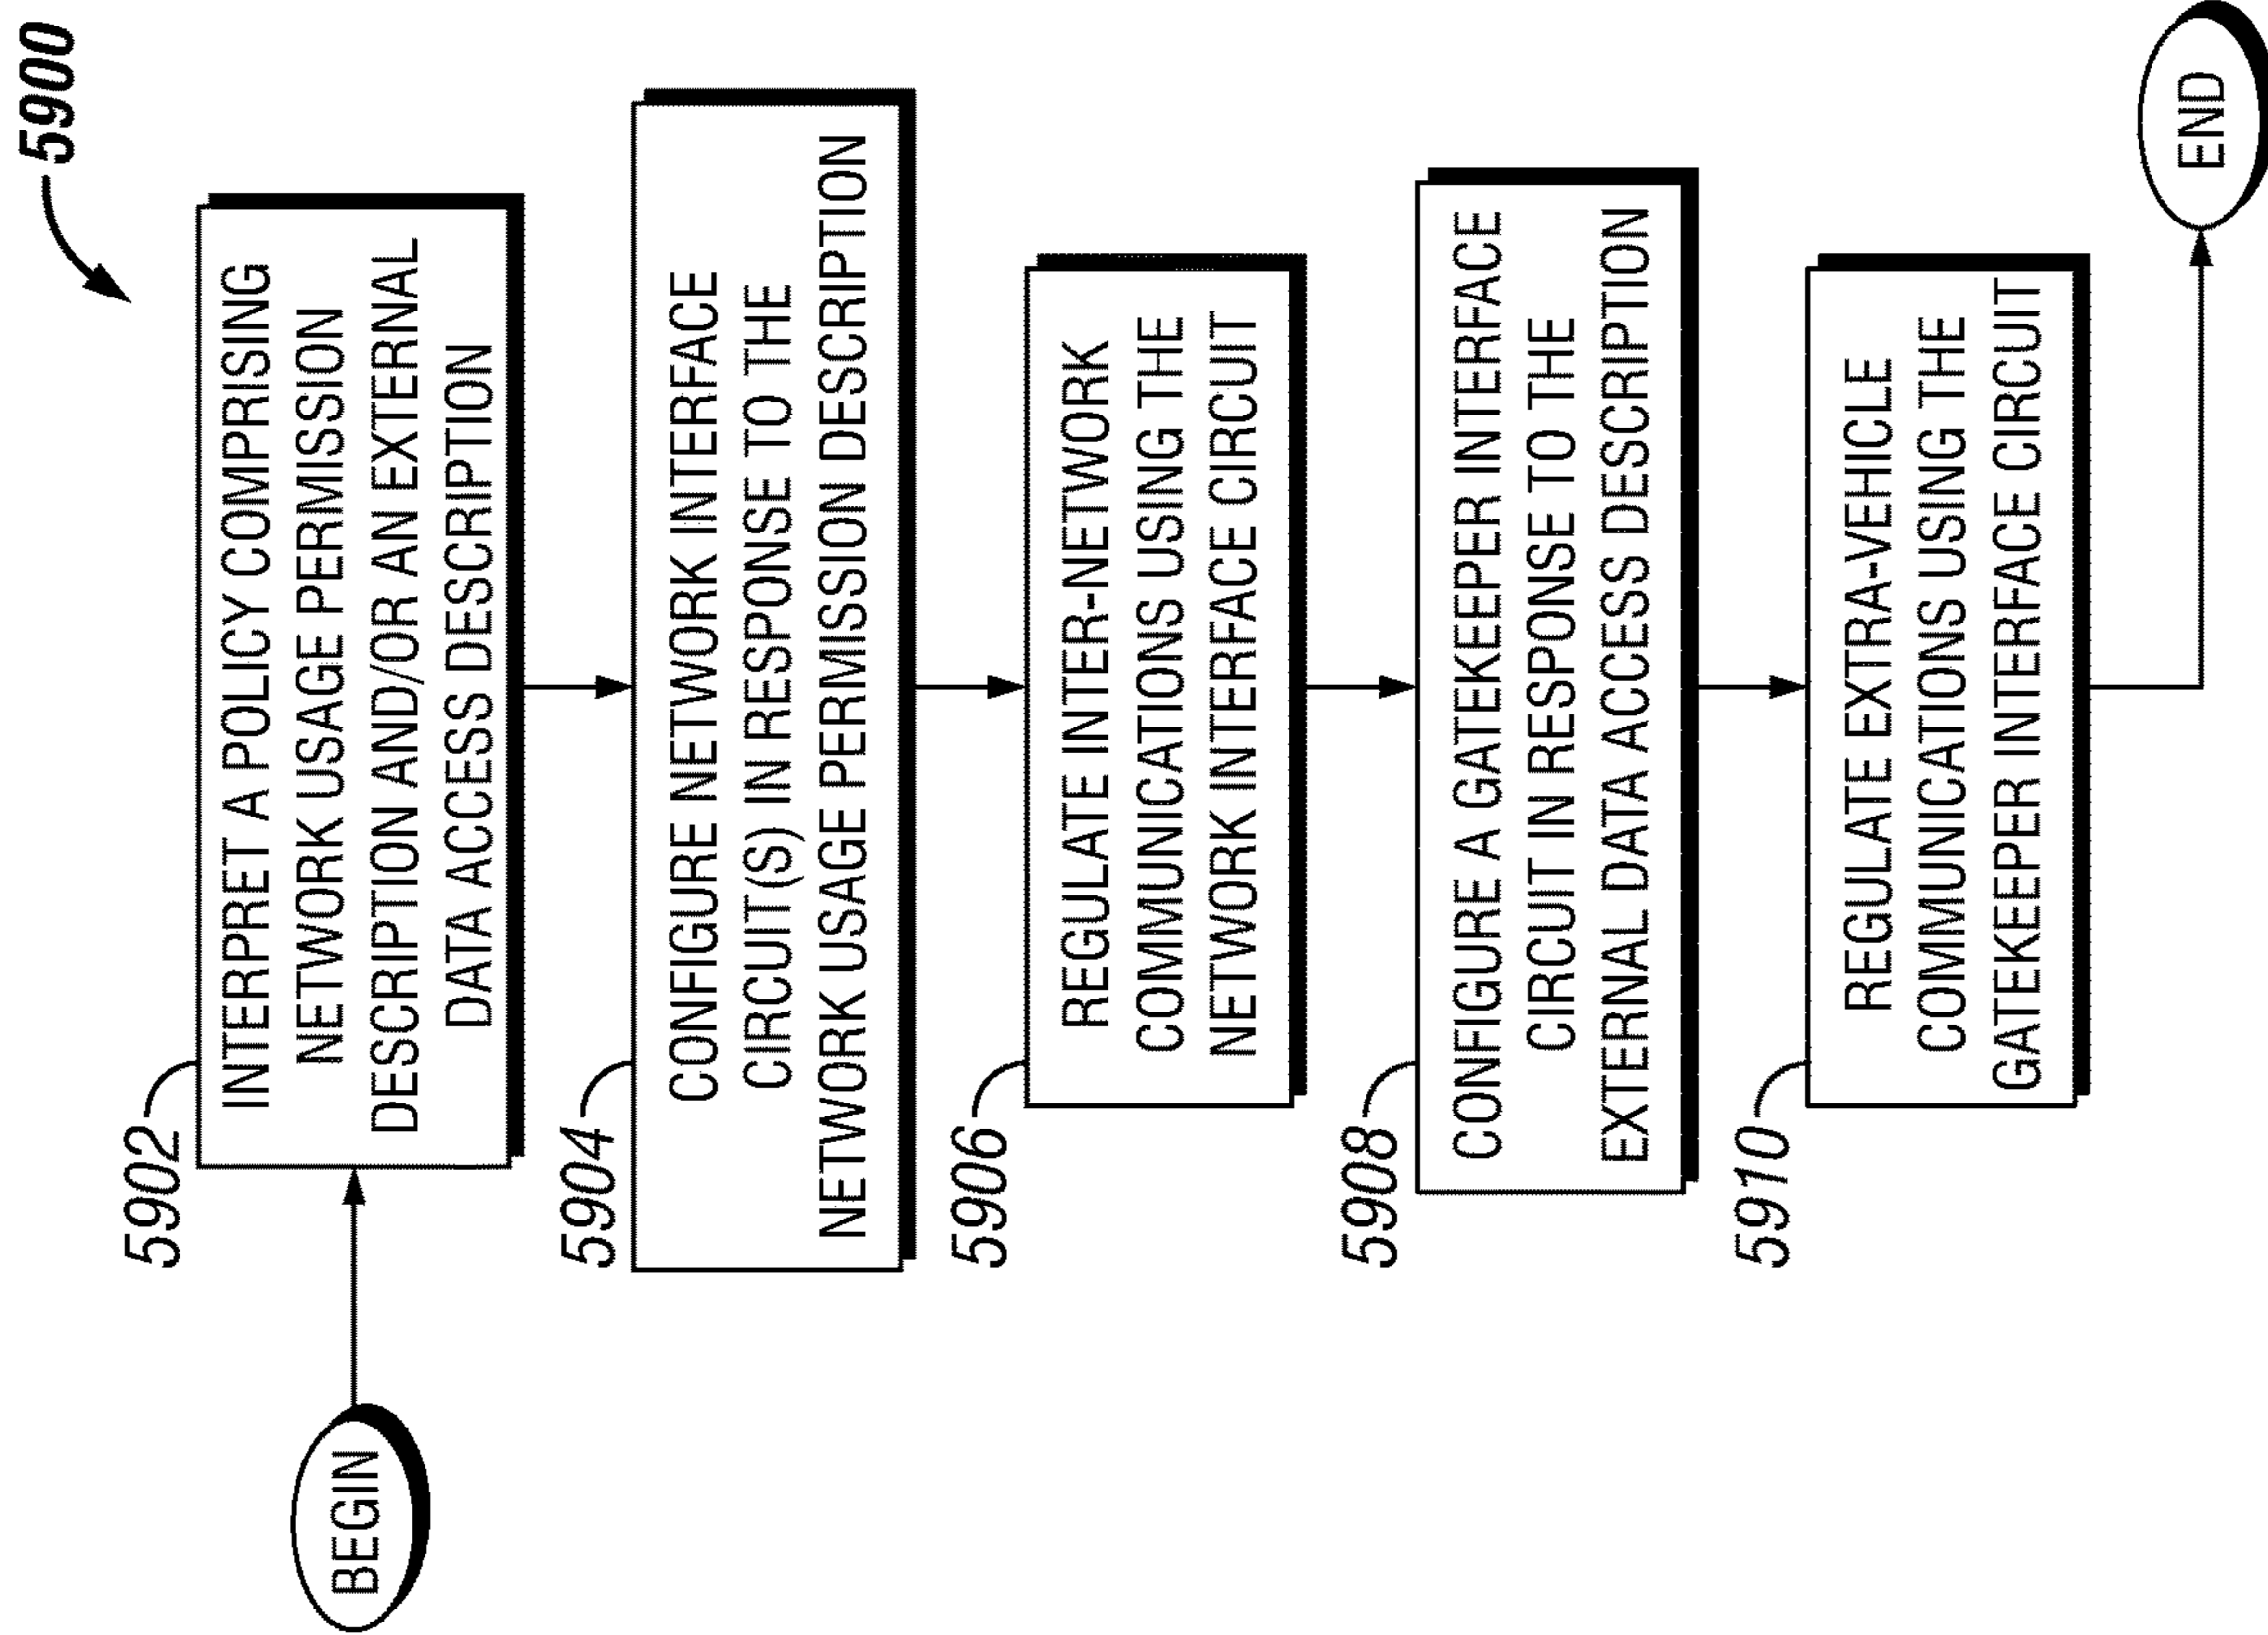 5900
BEGIN
5902
INTERPRET A POLICY COMPRISING
NETWORK USAGE PERMISSION
DESCRIPTION AND/OR AN EXTERNAL
DATA ACCESS DESCRIPTION
5904
CONFIGURE NETWORK INTERFACE
CIRCUIT(S) IN RESPONSE TO THE
NETWORK USAGE PERMISSION DESCRIPTION
5906
REGULATE INTER-NETWORK
COMMUNICATIONS USING THE
NETWORK INTERFACE CIRCUIT
5908
CONFIGURE A GATEKEEPER INTERFACE
CIRCUIT IN RESPONSE TO THE
EXTERNAL DATA ACCESS DESCRIPTION
5910
REGULATE EXTRA-VEHICLE
COMMUNICATIONS USING THE
GATEKEEPER INTERFACE CIRCUIT
END